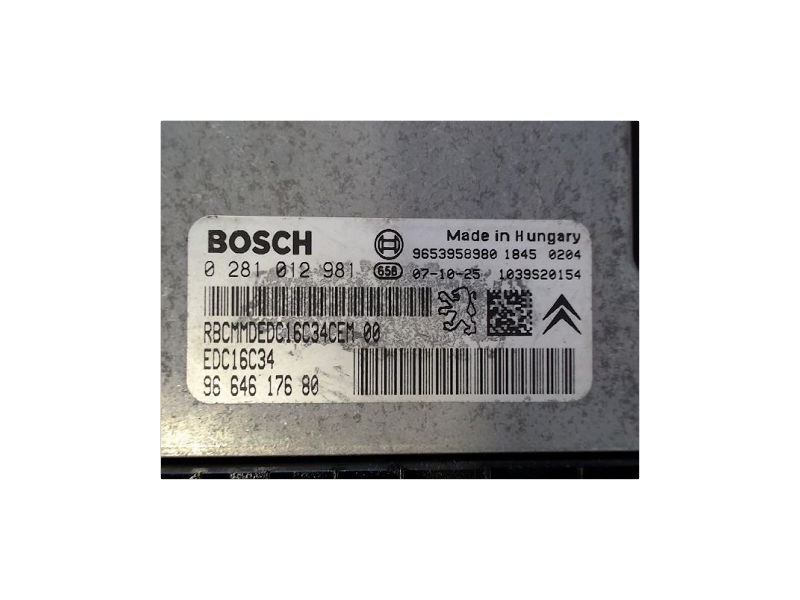 BOSCH
Made in Hungary
9653958980 1845 0204
0 281 012 981 656 07-10-25 1039S20154
RBCMMDEDC16C34CEM 00
EDC16C34
96 646 176 80